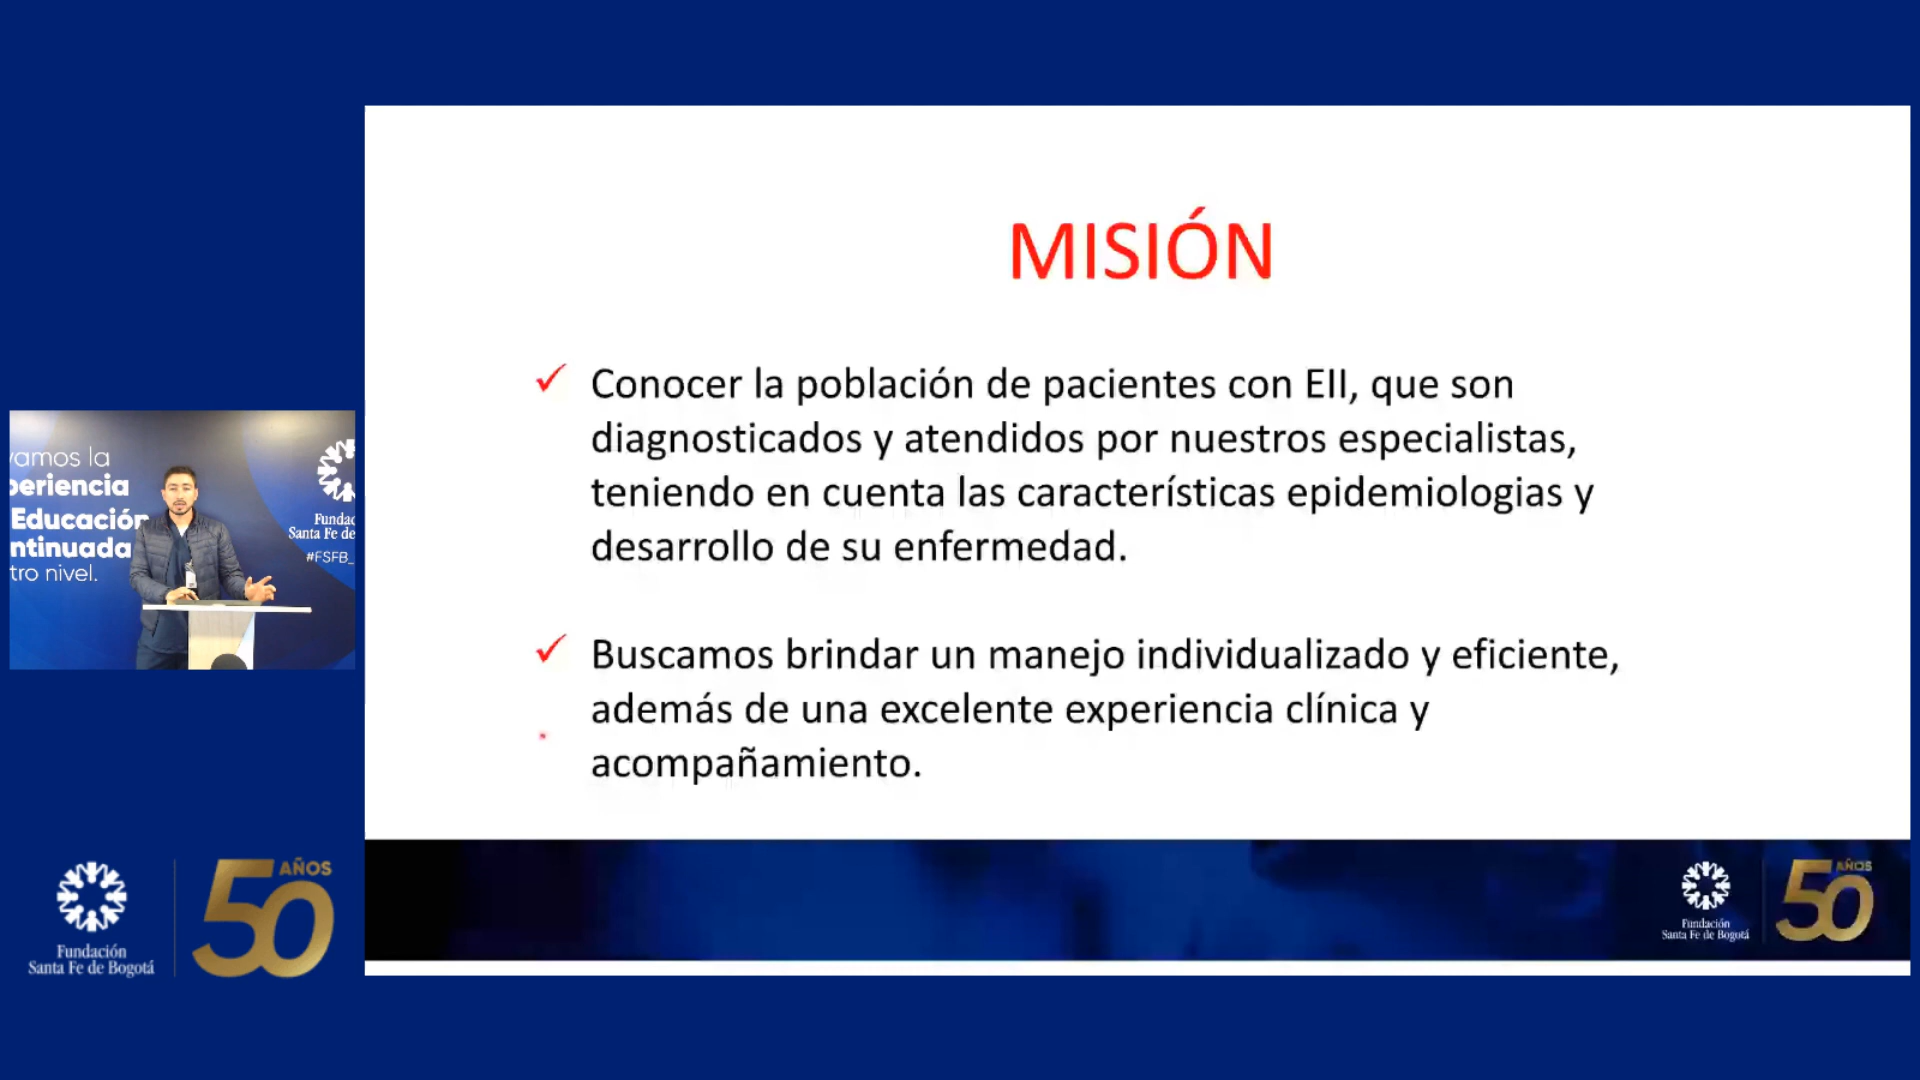 MISIÓN
✓ Conocer la población de pacientes con EII, que son
diagnosticados y atendidos por nuestros especialistas,
teniendo en cuenta las características epidemiologias y
desarrollo de su enfermedad.
✓ Buscamos brindar un manejo individualizado y eficiente,
además de una excelente experiencia clínica y
acompañamiento.
vamos la
periencia
Educación
ntinuada
tro nivel.
Fundac
Santa Fe de
#FSFB_
Fundación
Santa Fe de Bogotá
50 AÑOS
Fundación
Santa Fe de Bogotá
50 AÑOS